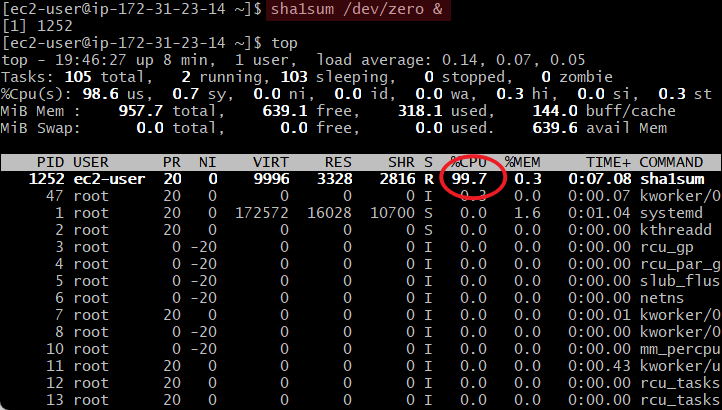 [ec2-user@ip-172-31-23-14 ~]$ sha1sum /dev/zero &
[1] 1252
[ec2-user@ip-172-31-23-14 ~]$ top
top - 19:46:27 up 8 min,  1 user,  load average: 0.14, 0.07, 0.05
Tasks: 105 total,   2 running, 103 sleeping,   0 stopped,   0 zombie
%Cpu(s): 98.6 us,  0.7 sy,  0.0 ni,  0.0 id,  0.0 wa,  0.3 hi,  0.0 si,  0.3 st
MiB Mem :    957.7 total,    639.1 free,    318.1 used,    144.0 buff/cache
MiB Swap:      0.0 total,      0.0 free,      0.0 used.    639.6 avail Mem
PID USER PR NI VIRT RES SHR S %CPU %MEM TIME+ COMMAND
1252 ec2-user 20 0 9996 3328 2816 R 99.7 0.3 0:07.08 sha1sum
47 root 20 0 0 0 0 I 0.3 0.0 0:00.07 kworker/0
1 root 20 0 172572 16028 10700 S 0.0 1.6 0:01.04 systemd
2 root 20 0 0 0 0 S 0.0 0.0 0:00.00 kthreadd
3 root 0 -20 0 0 0 I 0.0 0.0 0:00.00 rcu_gp
4 root 0 -20 0 0 0 I 0.0 0.0 0:00.00 rcu_par_g
5 root 0 -20 0 0 0 I 0.0 0.0 0:00.00 slub_flus
6 root 0 -20 0 0 0 I 0.0 0.0 0:00.00 netns
7 root 20 0 0 0 0 I 0.0 0.0 0:00.01 kworker/0
8 root 0 -20 0 0 0 I 0.0 0.0 0:00.00 kworker/0
10 root 0 -20 0 0 0 I 0.0 0.0 0:00.00 mm_percpu
11 root 20 0 0 0 0 I 0.0 0.0 0:00.43 kworker/u
12 root 20 0 0 0 0 I 0.0 0.0 0:00.00 rcu_tasks
13 root 20 0 0 0 0 I 0.0 0.0 0:00.00 rcu_tasks